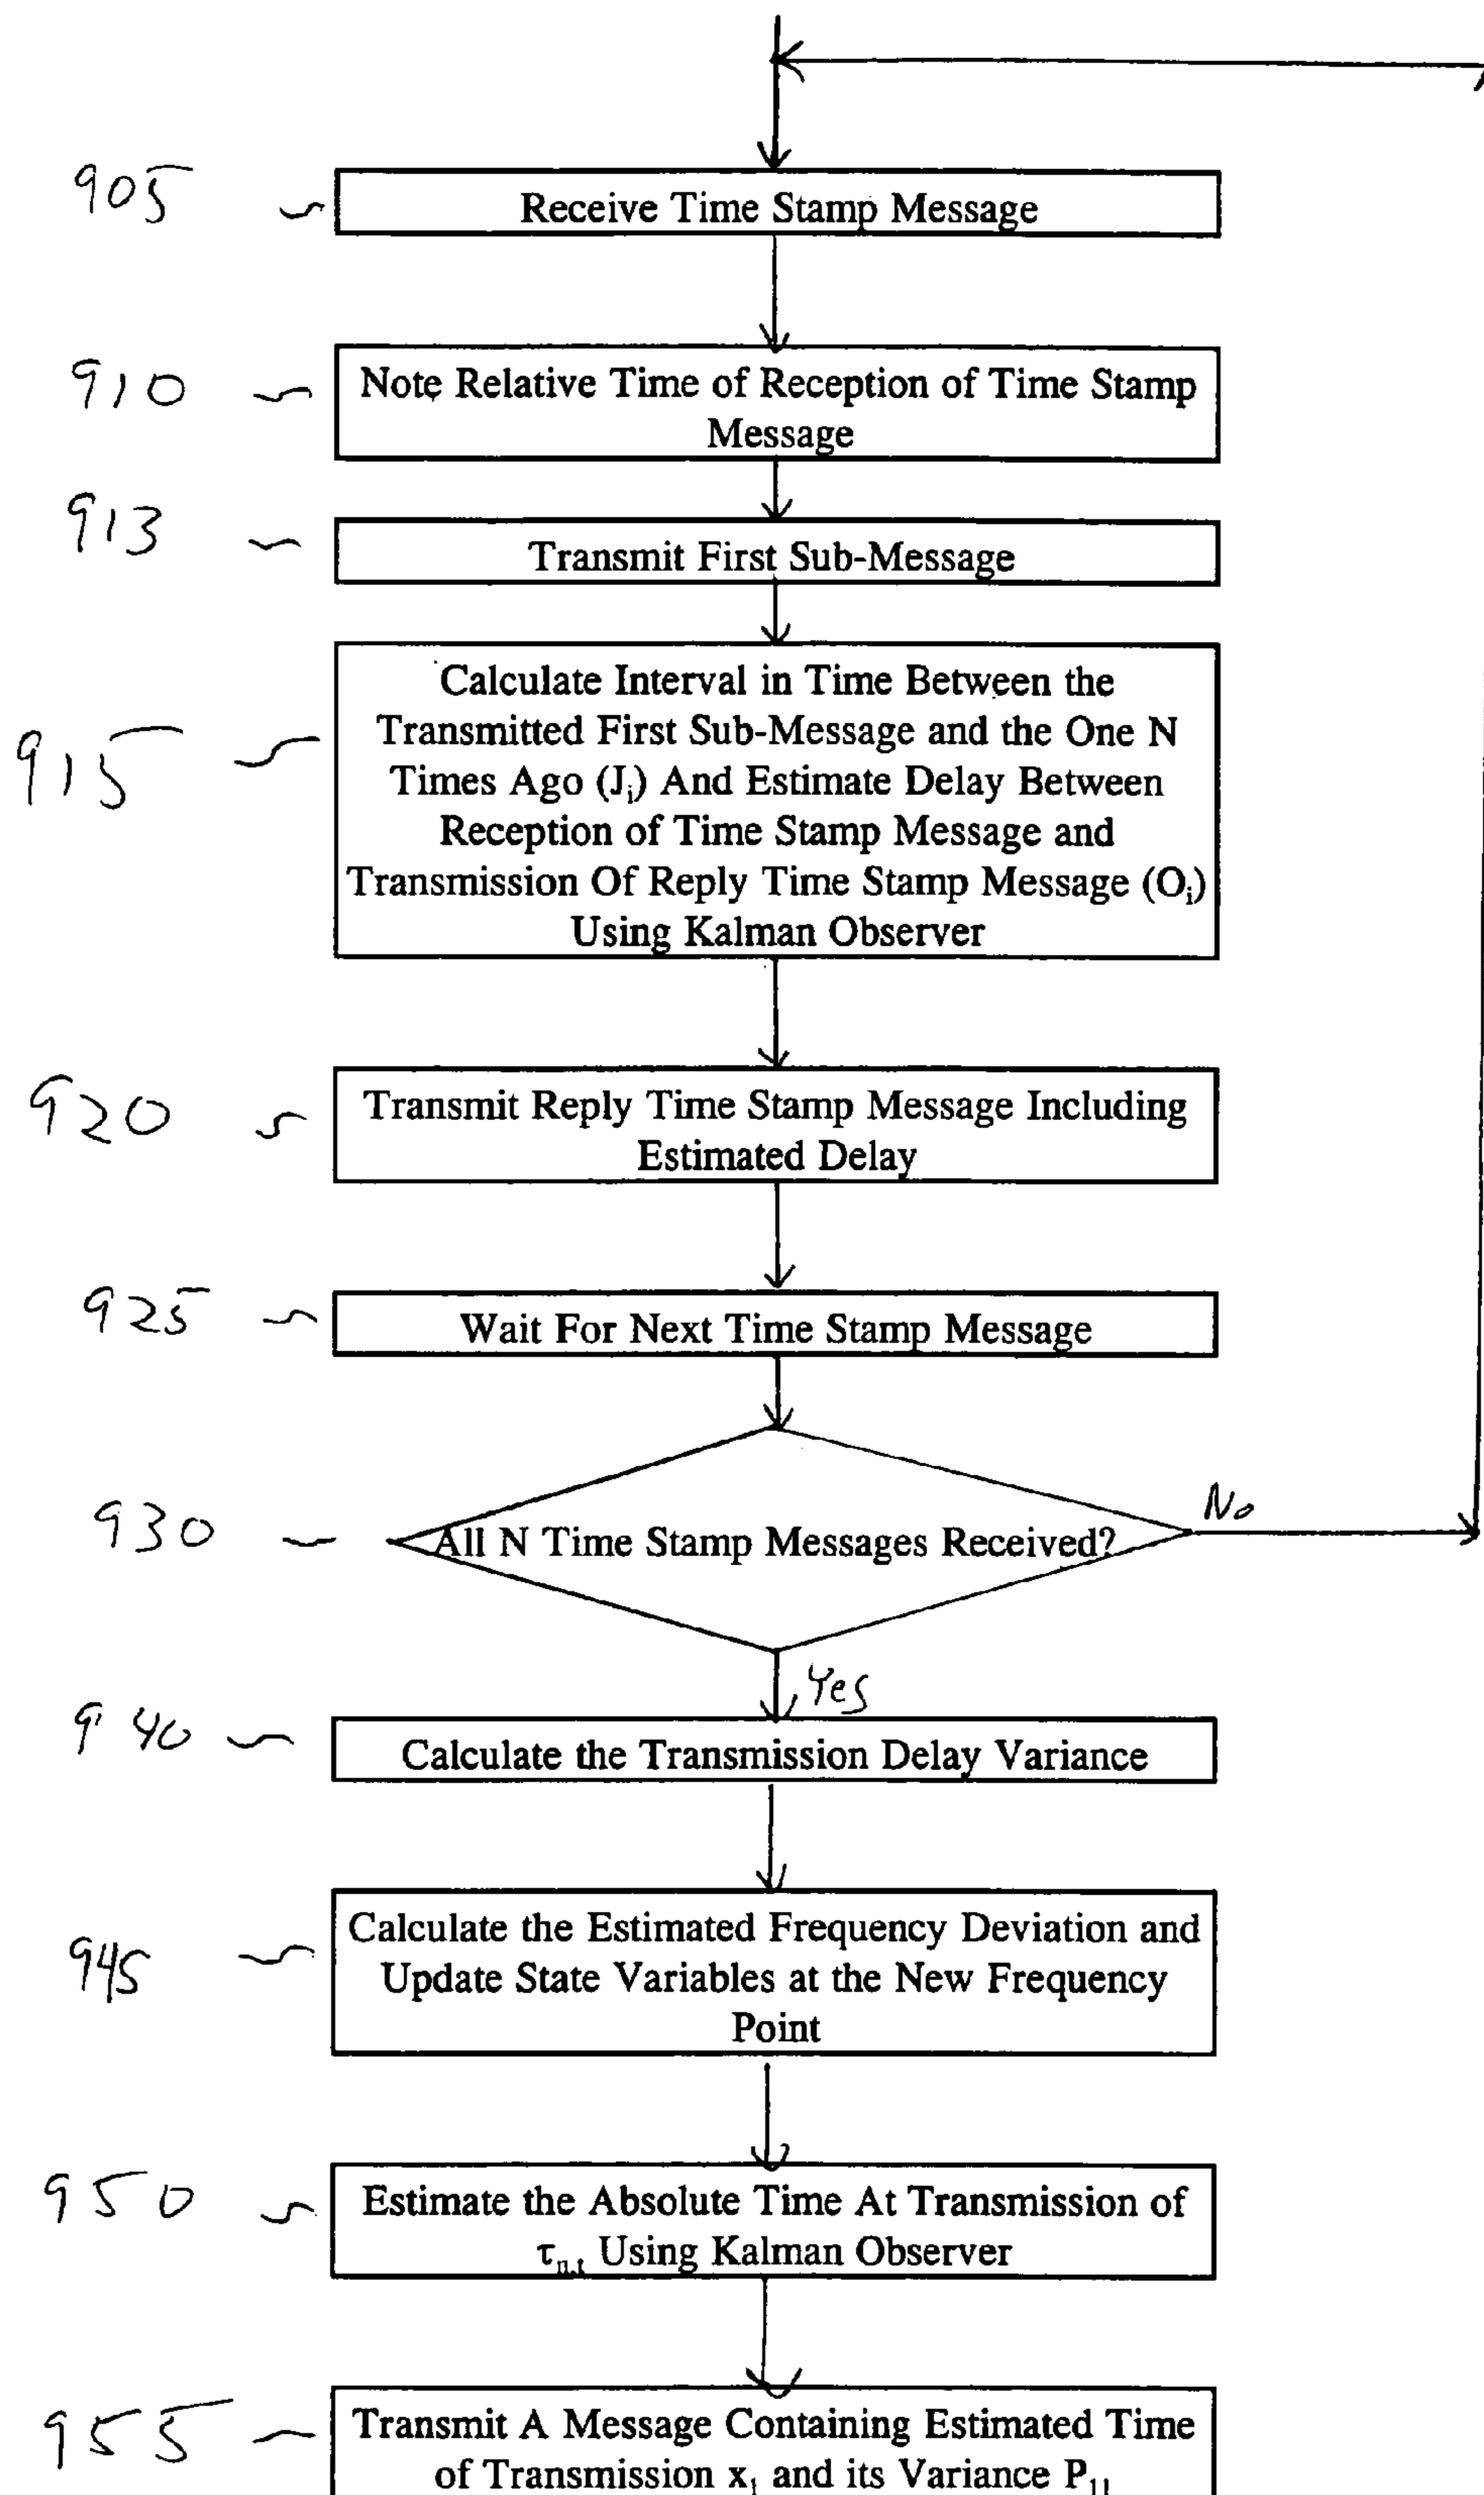 905
Receive Time Stamp Message
910
Note Relative Time of Reception of Time Stamp
Message
913
Transmit First Sub-Message
915
Calculate Interval in Time Between the
Transmitted First Sub-Message and the One N
Times Ago (Jᵢ) And Estimate Delay Between
Reception of Time Stamp Message and
Transmission Of Reply Time Stamp Message (Oᵢ)
Using Kalman Observer
920
Transmit Reply Time Stamp Message Including
Estimated Delay
925
Wait For Next Time Stamp Message
930
All N Time Stamp Messages Received?
No
Yes
940
Calculate the Transmission Delay Variance
945
Calculate the Estimated Frequency Deviation and
Update State Variables at the New Frequency
Point
950
Estimate the Absolute Time At Transmission of
τn,t Using Kalman Observer
955
Transmit A Message Containing Estimated Time
of Transmission x₁ and its Variance P₁₁